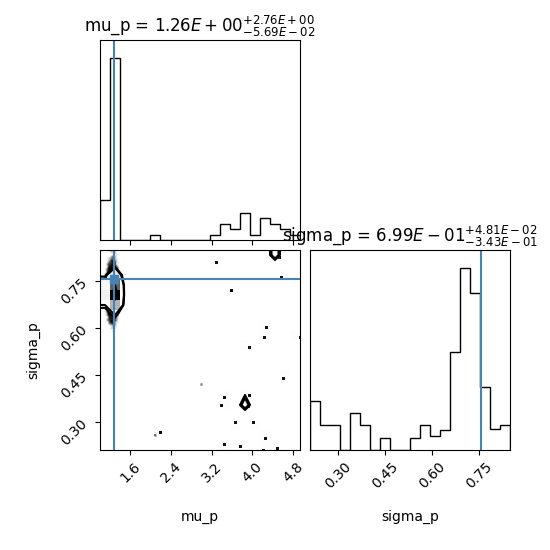 mu_p = 1.26E + 00 +2.76E + 00 −5.69E − 02
sigma_p = 6.99E − 01 +4.81E − 02 −3.43E − 01
sigma_p
0.75
0.60
0.45
0.30
1.6 2.4 3.2 4.0 4.8
0.30 0.45 0.60 0.75
mu_p
sigma_p